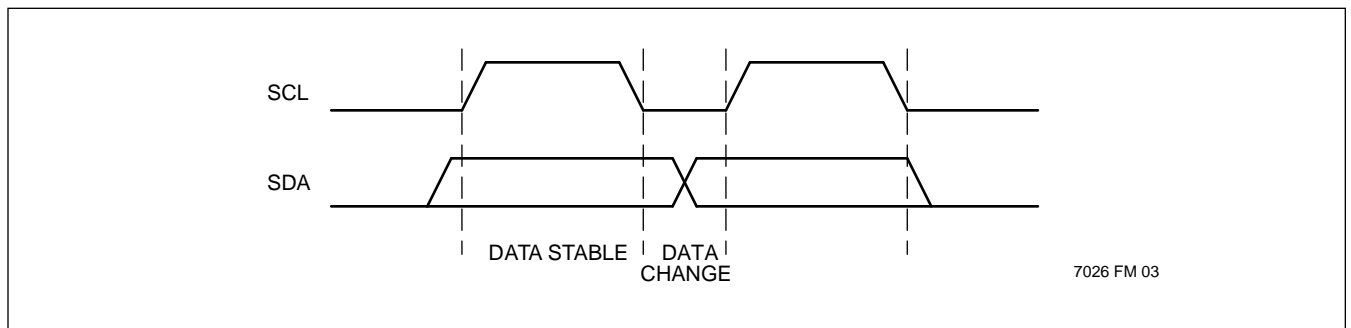 SCL
SDA
DATA STABLE
DATA
CHANGE
7026 FM 03